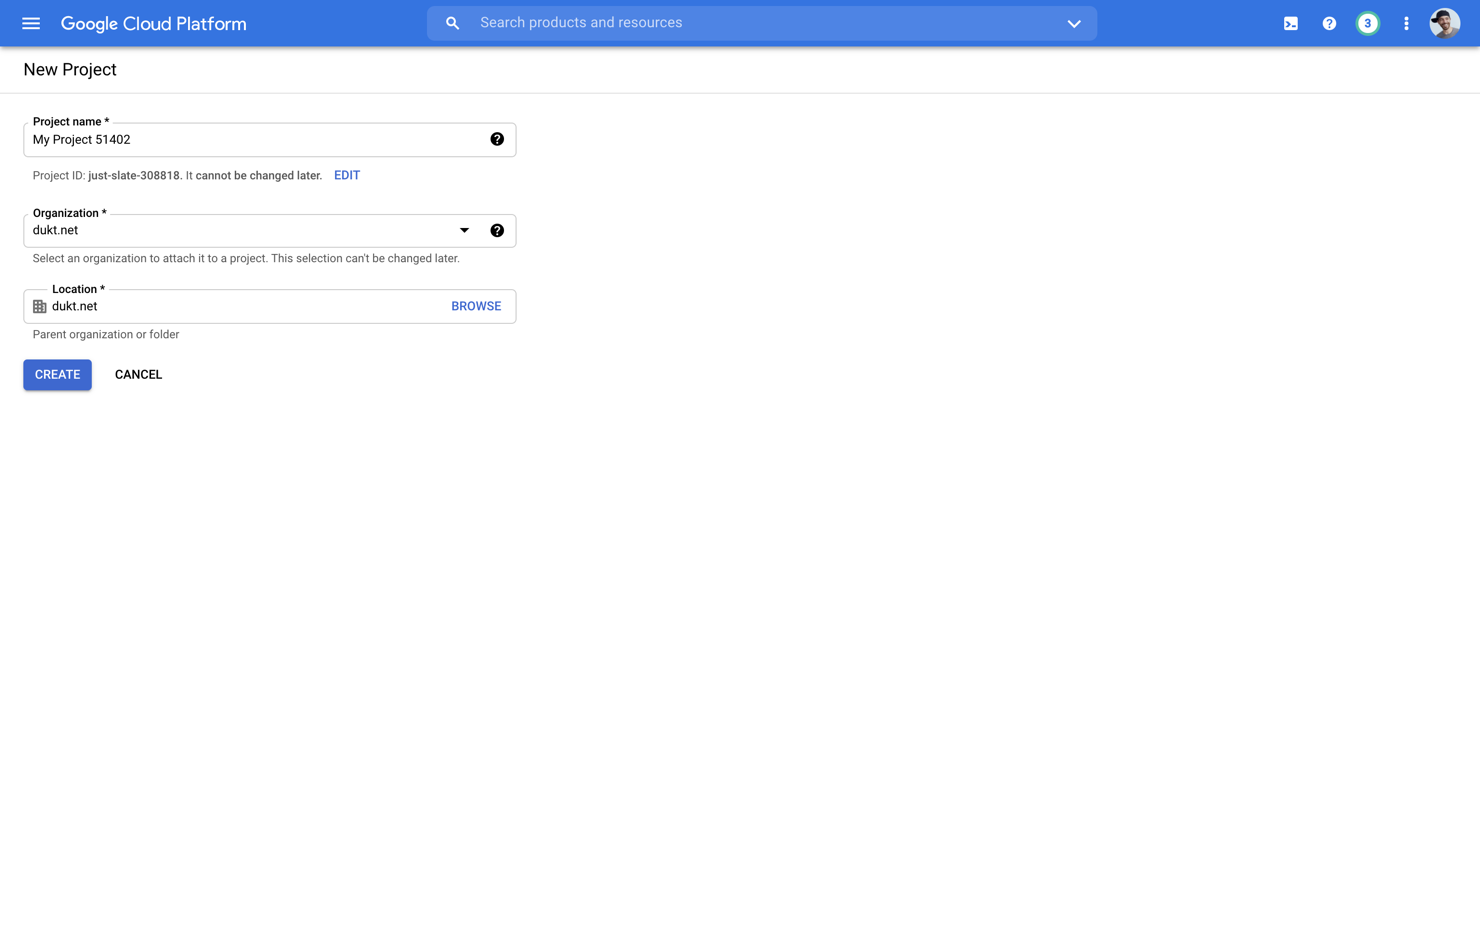 Google Cloud Platform
Search products and resources
3
New Project
Project name *
My Project 51402
Project ID: just-slate-308818. It cannot be changed later. EDIT
Organization *
dukt.net
Select an organization to attach it to a project. This selection can't be changed later.
Location *
dukt.net BROWSE
Parent organization or folder
CREATE CANCEL